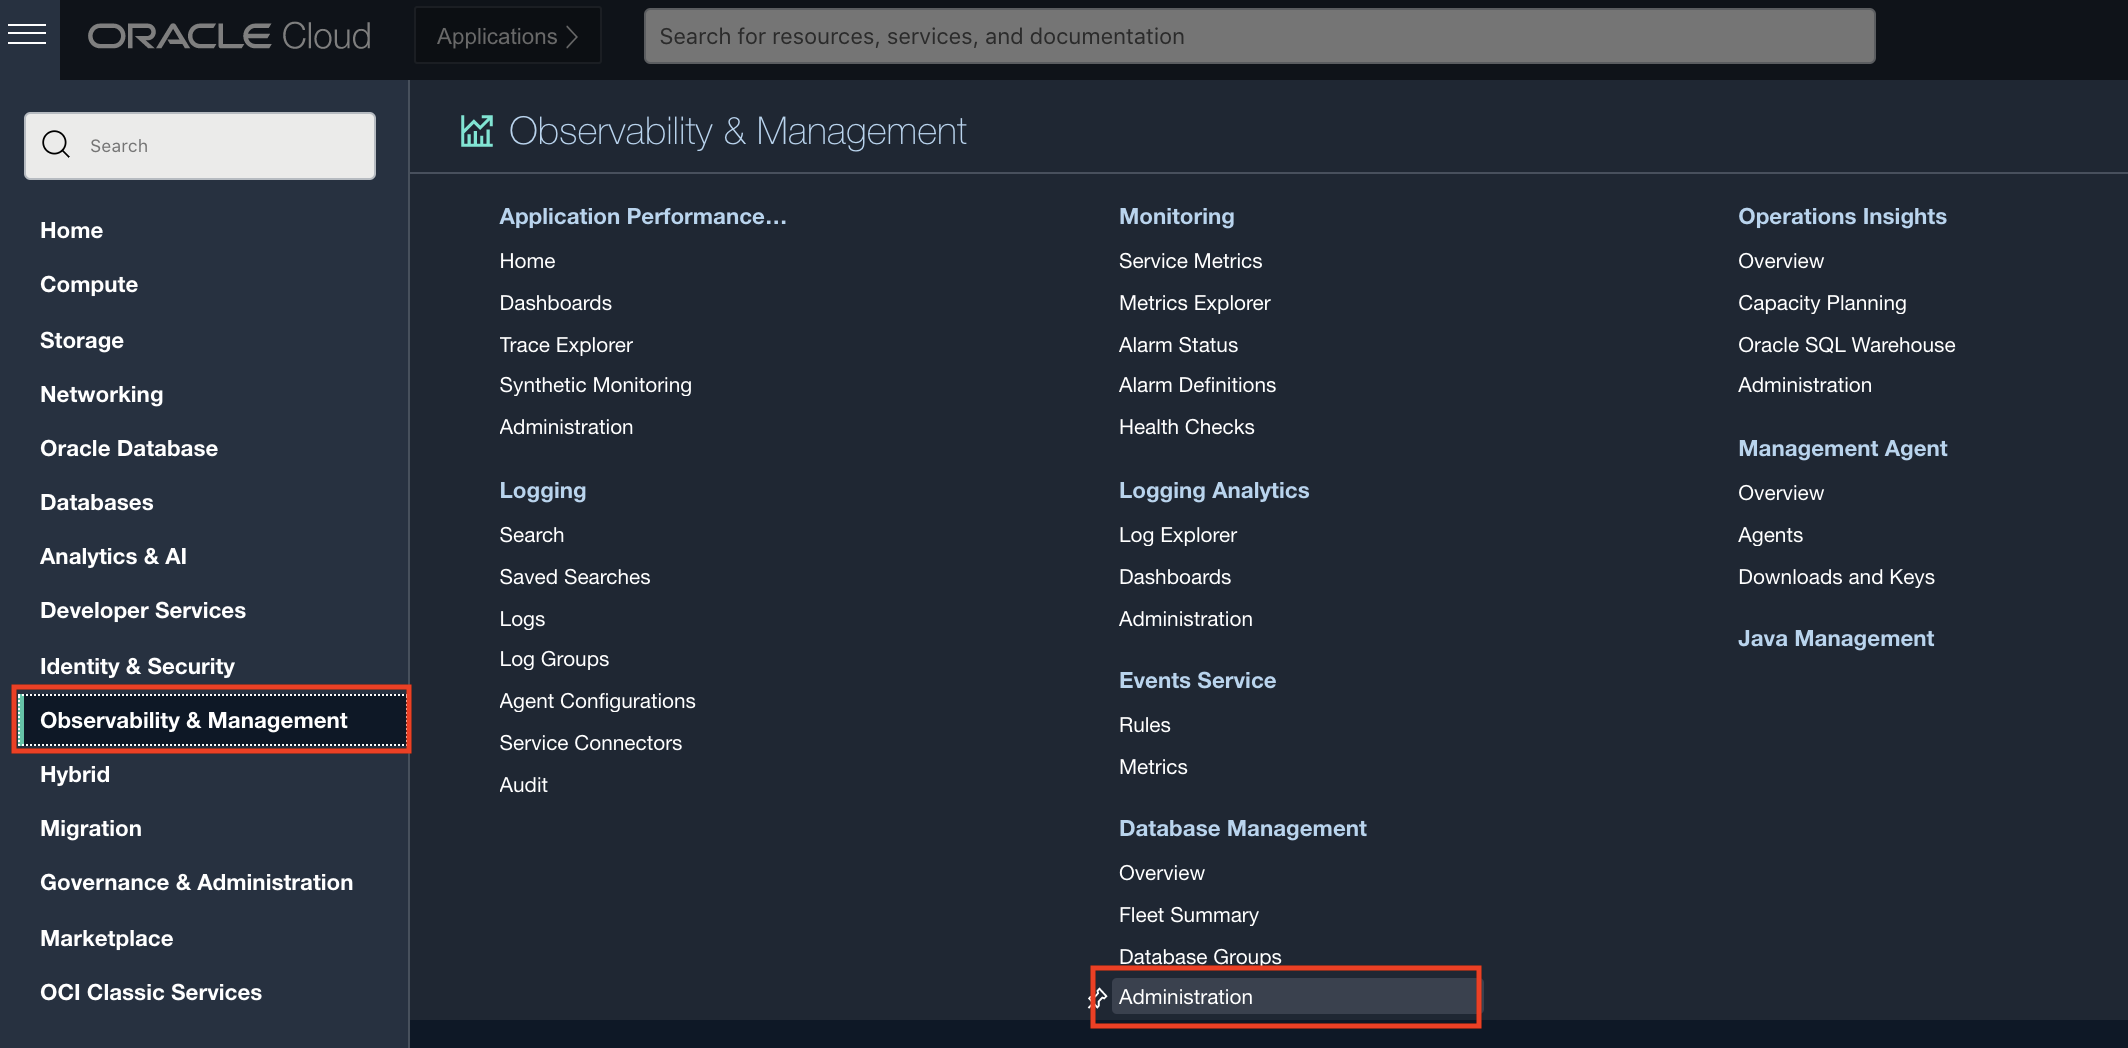 ORACLE Cloud
Applications
Search for resources, services, and documentation
Search
Home
Compute
Storage
Networking
Oracle Database
Databases
Analytics & AI
Developer Services
Identity & Security
Observability & Management
Hybrid
Migration
Governance & Administration
Marketplace
OCI Classic Services
Observability & Management
Application Performance...
Home
Dashboards
Trace Explorer
Synthetic Monitoring
Administration
Logging
Search
Saved Searches
Logs
Log Groups
Agent Configurations
Service Connectors
Audit
Monitoring
Service Metrics
Metrics Explorer
Alarm Status
Alarm Definitions
Health Checks
Logging Analytics
Log Explorer
Dashboards
Administration
Events Service
Rules
Metrics
Database Management
Overview
Fleet Summary
Database Groups
Administration
Operations Insights
Overview
Capacity Planning
Oracle SQL Warehouse
Administration
Management Agent
Overview
Agents
Downloads and Keys
Java Management